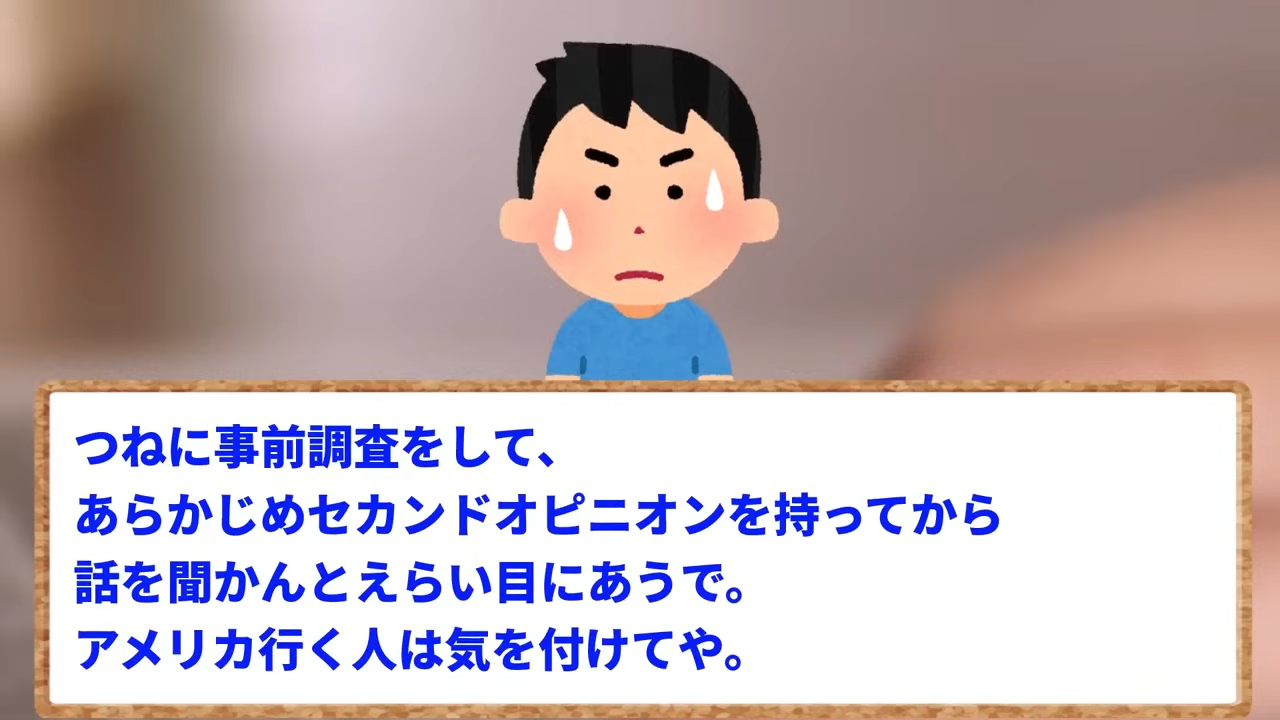 つねに事前調査をして、
あらかじめセカンドオピニオンを持ってから
話を聞かんとえらい目にあうで。
アメリカ行く人は気を付けてや。